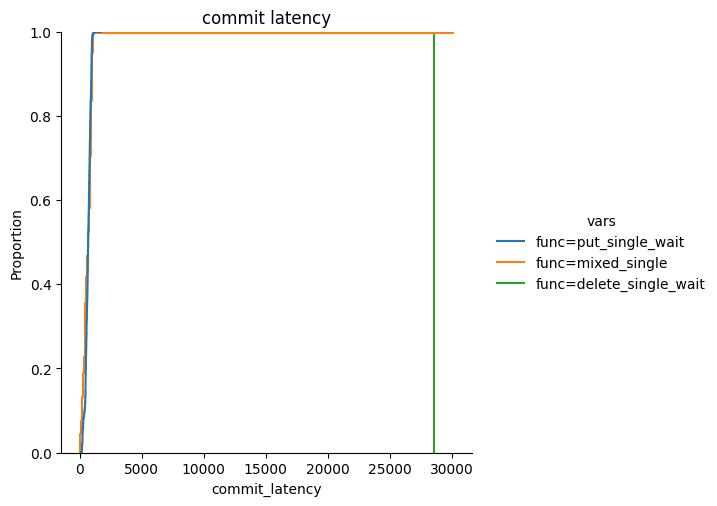 commit latency
1.0
0.8
0.6
0.4
0.2
0.0
Proportion
0 5000 10000 15000 20000 25000 30000
commit_latency
vars
func=put_single_wait
func=mixed_single
func=delete_single_wait